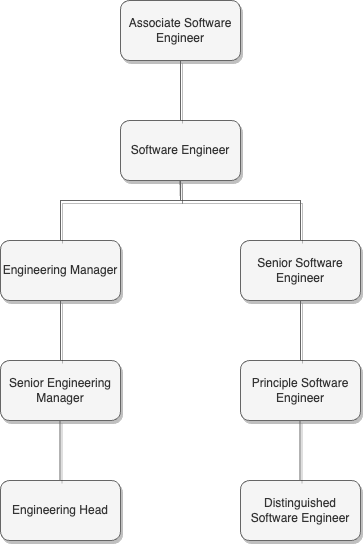 Associate Software
Engineer
Software Engineer
Engineering Manager
Senior Software
Engineer
Senior Engineering
Manager
Principle Software
Engineer
Engineering Head
Distinguished
Software Engineer